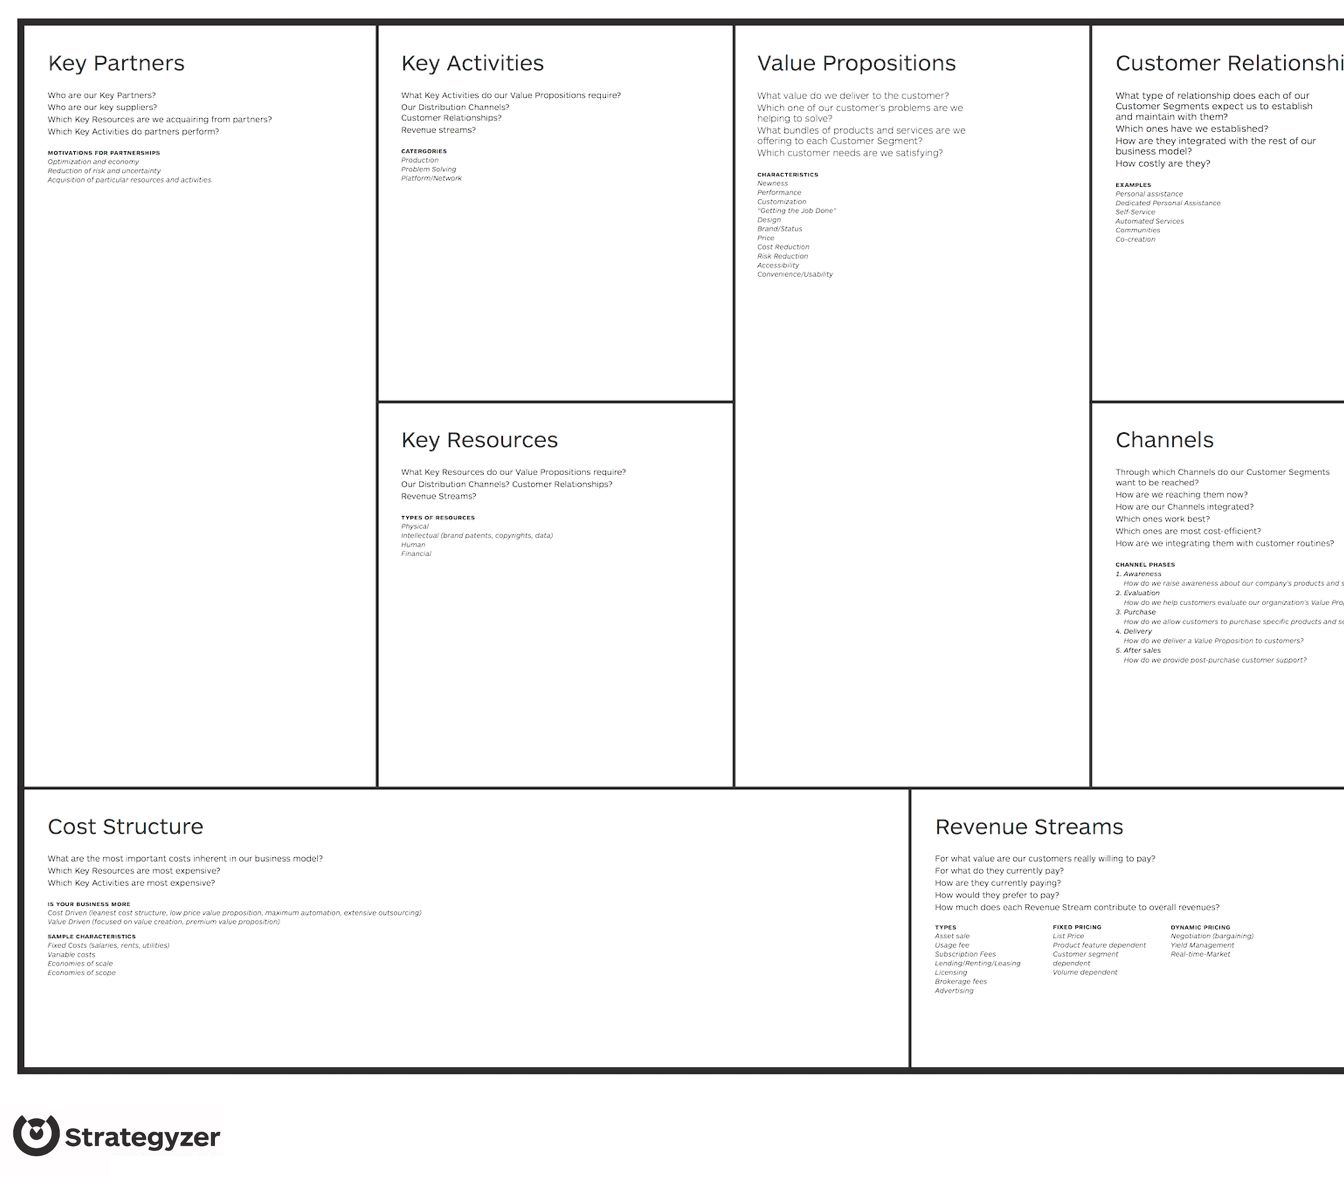 Key Partners
Who are our Key Partners?
Who are our key suppliers?
Which Key Resources are we acquairing from partners?
Which Key Activities do partners perform?
MOTIVATIONS FOR PARTNERSHIPS
Optimization and economy
Reduction of risk and uncertainty
Acquisition of particular resources and activities
Key Activities
What Key Activities do our Value Propositions require?
Our Distribution Channels?
Customer Relationships?
Revenue streams?
CATERGORIES
Production
Problem Solving
Platform/Network
Key Resources
What Key Resources do our Value Propositions require?
Our Distribution Channels? Customer Relationships?
Revenue Streams?
TYPES OF RESOURCES
Physical
Intellectual (brand patents, copyrights, data)
Human
Financial
Value Propositions
What value do we deliver to the customer?
Which one of our customer's problems are we
helping to solve?
What bundles of products and services are we
offering to each Customer Segment?
Which customer needs are we satisfying?
CHARACTERISTICS
Newness
Performance
Customization
"Getting the Job Done"
Design
Brand/Status
Price
Cost Reduction
Risk Reduction
Accessibility
Convenience/Usability
Customer Relationshi
What type of relationship does each of our
Customer Segments expect us to establish
and maintain with them?
Which ones have we established?
How are they integrated with the rest of our
business model?
How costly are they?
EXAMPLES
Personal assistance
Dedicated Personal Assistance
Self-Service
Automated Services
Communities
Co-creation
Channels
Through which Channels do our Customer Segments
want to be reached?
How are we reaching them now?
How are our Channels integrated?
Which ones work best?
Which ones are most cost-efficient?
How are we integrating them with customer routines?
CHANNEL PHASES
1. Awareness
How do we raise awareness about our company's products and s
2. Evaluation
How do we help customers evaluate our organization's Value Pro
3. Purchase
How do we allow customers to purchase specific products and se
4. Delivery
How do we deliver a Value Proposition to customers?
5. After sales
How do we provide post-purchase customer support?
Cost Structure
What are the most important costs inherent in our business model?
Which Key Resources are most expensive?
Which Key Activities are most expensive?
IS YOUR BUSINESS MORE
Cost Driven (leanest cost structure, low price value proposition, maximum automation, extensive outsourcing)
Value Driven (focused on value creation, premium value proposition)
SAMPLE CHARACTERISTICS
Fixed Costs (salaries, rents, utilities)
Variable costs
Economies of scale
Economies of scope
Revenue Streams
For what value are our customers really willing to pay?
For what do they currently pay?
How are they currently paying?
How would they prefer to pay?
How much does each Revenue Stream contribute to overall revenues?
TYPES
Asset sale
Usage fee
Subscription Fees
Lending/Renting/Leasing
Licensing
Brokerage fees
Advertising
FIXED PRICING
List Price
Product feature dependent
Customer segment
dependent
Volume dependent
DYNAMIC PRICING
Negotiation (bargaining)
Yield Management
Real-time-Market
Strategyzer